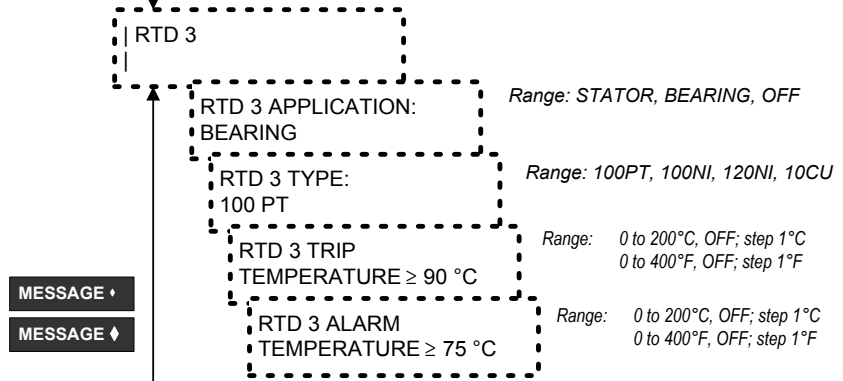 | RTD 3
|
RTD 3 APPLICATION:
BEARING
Range: STATOR, BEARING, OFF
RTD 3 TYPE:
100 PT
Range: 100PT, 100NI, 120NI, 10CU
RTD 3 TRIP
TEMPERATURE ≥ 90 °C
Range: 0 to 200°C, OFF; step 1°C
0 to 400°F, OFF; step 1°F
MESSAGE ⬧
MESSAGE ⧫
RTD 3 ALARM
TEMPERATURE ≥ 75 °C
Range: 0 to 200°C, OFF; step 1°C
0 to 400°F, OFF; step 1°F